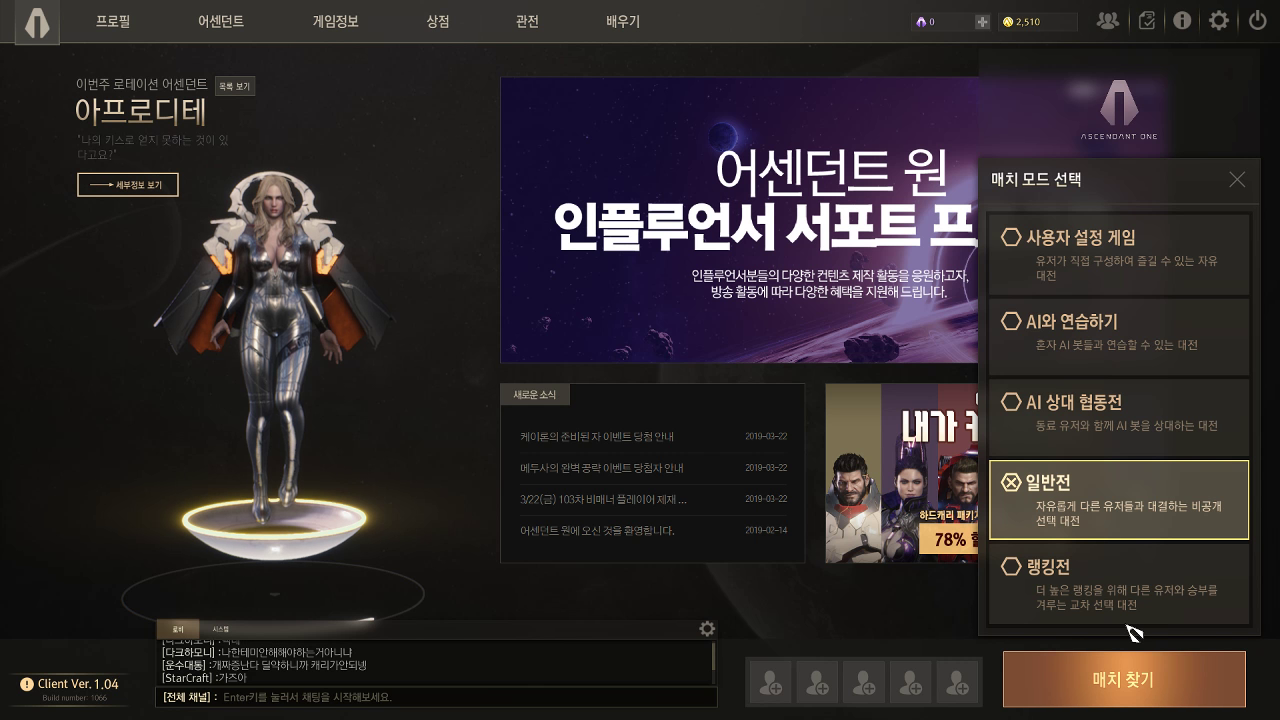 프로필
어센던트
게임정보
상점
관전
배우기
0
2,510
이번주 로테이션 어센던트
목록 보기
아프로디테
"나의 키스로 얻지 못하는 것이 있
다고요?"
세부정보 보기
어센던트 원
인플루언서 서포트 프
인플루언서분들의 다양한 컨텐츠 제작 활동을 응원하고자,
방송 활동에 따라 다양한 혜택을 지원해 드립니다.
ASCENDANT ONE
매치 모드 선택
사용자 설정 게임
유저가 직접 구성하여 즐길 수 있는 자유
대전
AI와 연습하기
혼자 AI 봇들과 연습할 수 있는 대전
AI 상대 협동전
동료 유저와 함께 AI 봇을 상대하는 대전
일반전
자유롭게 다른 유저들과 대결하는 비공개
선택 대전
랭킹전
더 높은 랭킹을 위해 다른 유저와 승부를
겨루는 교차 선택 대전
매치 찾기
새로운 소식
케이론의 준비된 자 이벤트 당첨 안내 2019-03-22
메두사의 완벽 공략 이벤트 당첨자 안내 2019-03-22
3/22(금) 103차 비매너 플레이어 제재 ... 2019-03-22
어센던트 원에 오신 것을 환영합니다. 2019-02-14
내가
하드캐리 패키지
78%
로비
시스템
[다크하모니] :나한테미안해해야하는거아니냐
[운수대통] :개짜증난다 딜약하니까 캐리가안되넹
[StarCraft] :가즈아
[전체 채널] : Enter키를 눌러서 채팅을 시작해보세요.
Client Ver. 1.04
Build number: 1066